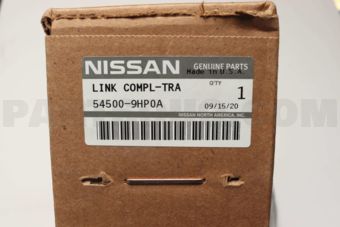 NISSAN GENUINE PARTS
Made in U.S.A.
LINK COMPL-TRA QTY 1
54500-9HP0A 09/15/20
NISSAN NORTH AMERICA, INC.